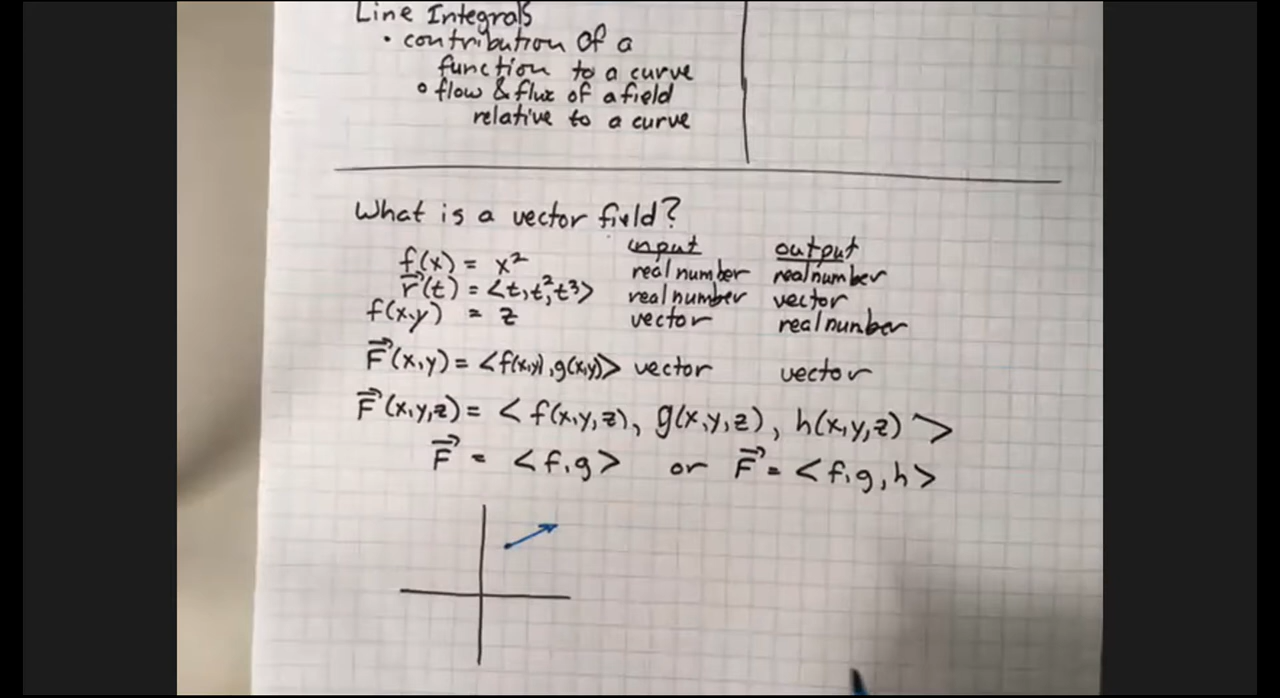 Line Integrals
• contribution of a
function to a curve
• flow & flux of a field
relative to a curve
What is a vector field?
input output
f(x) = x² real number real number
r⃗(t) = <t, t², t³> real number vector
f(x,y) = z vector real number
F⃗(x,y) = <f(x,y), g(x,y)> vector vector
F⃗(x,y,z) = < f(x,y,z), g(x,y,z), h(x,y,z) >
F⃗ = <f,g> or F⃗ = <f,g,h>